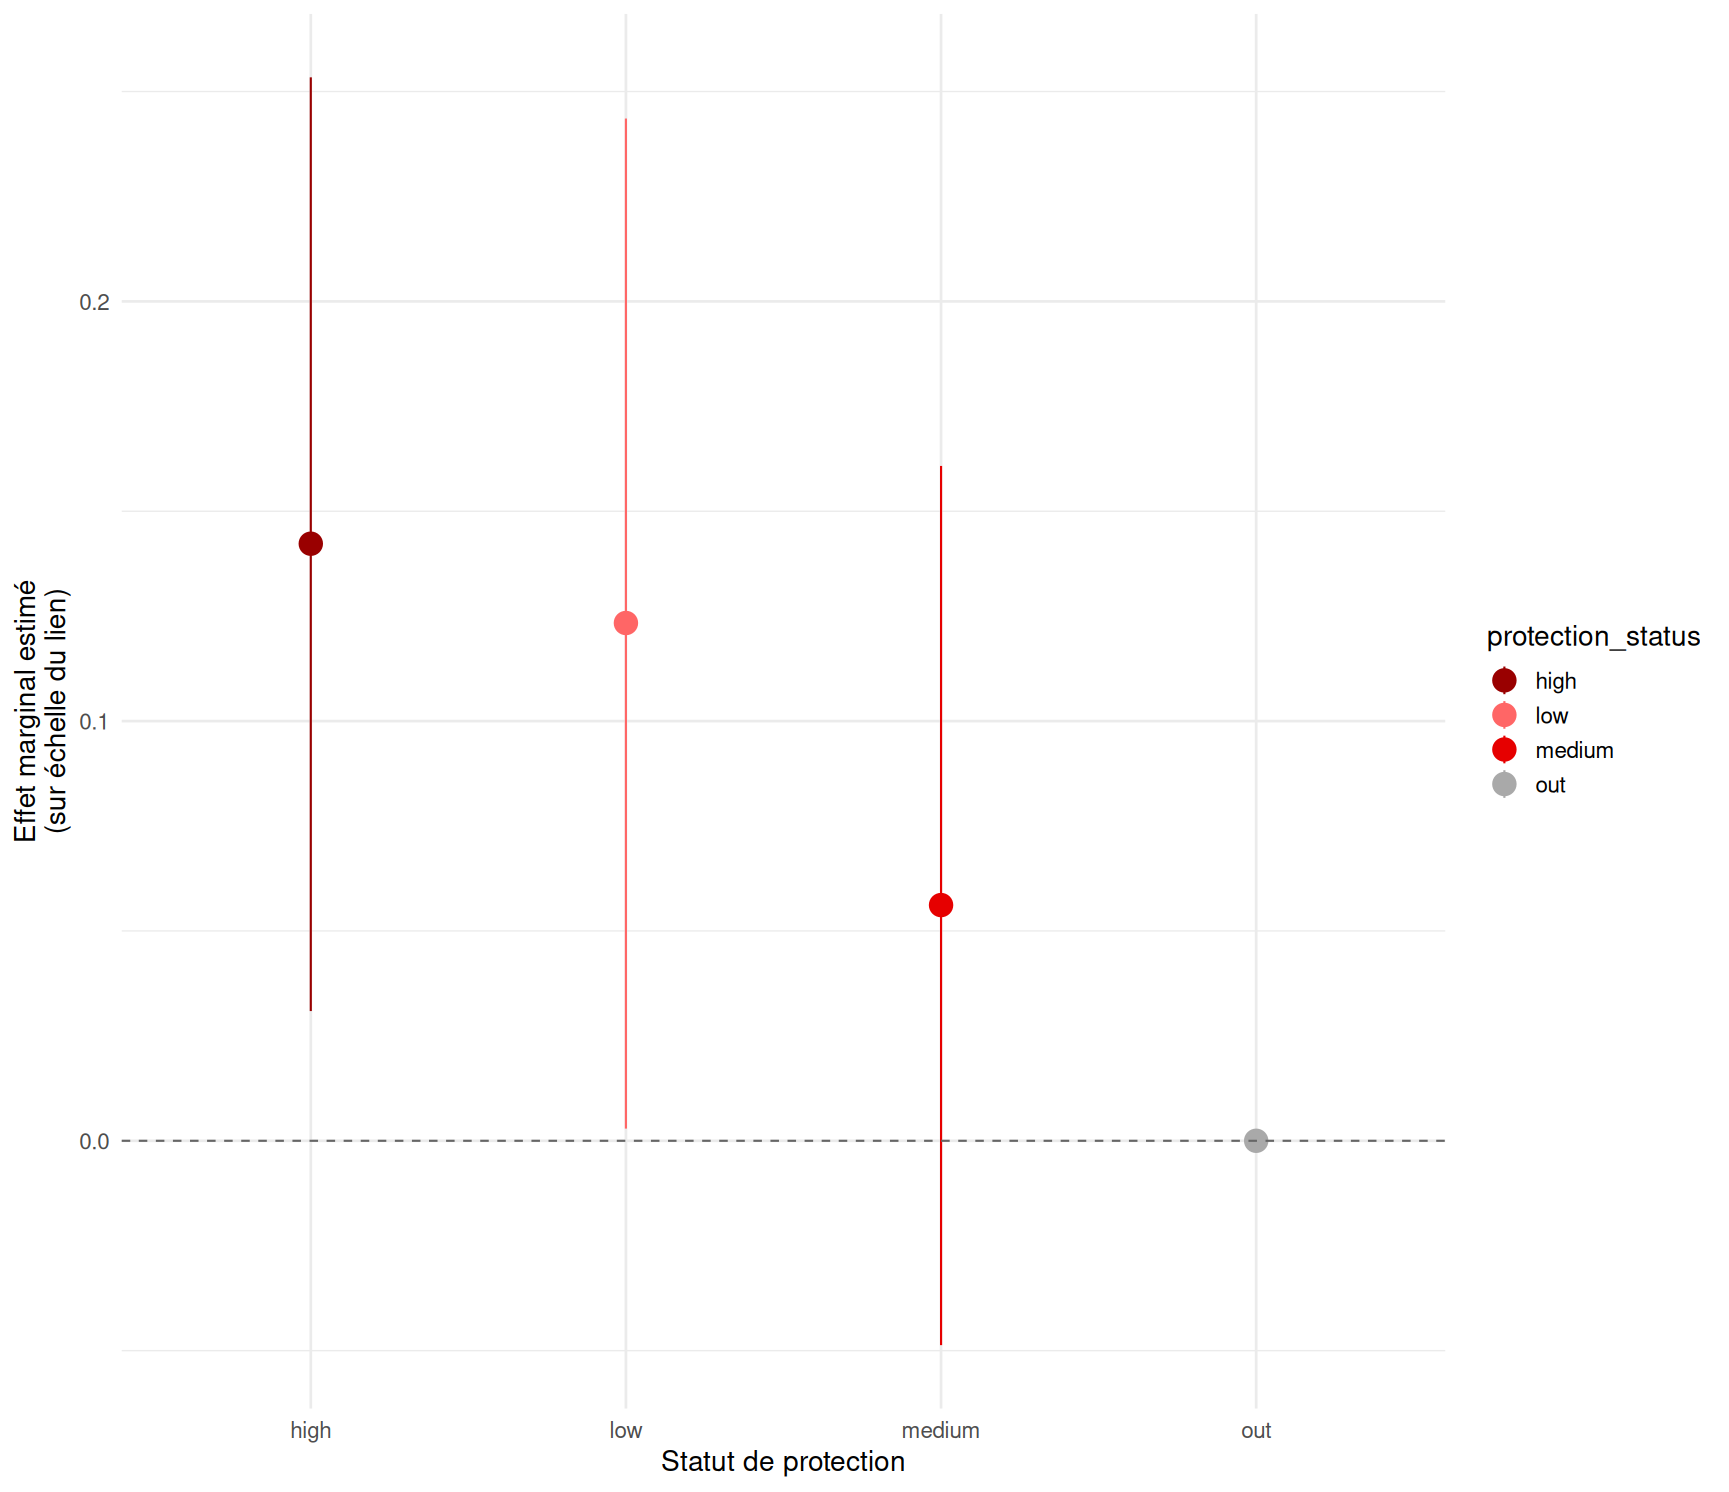 Effet marginal estimé
(sur échelle du lien)
0.2
0.1
0.0
high
low
medium
out
Statut de protection
protection_status
high
low
medium
out